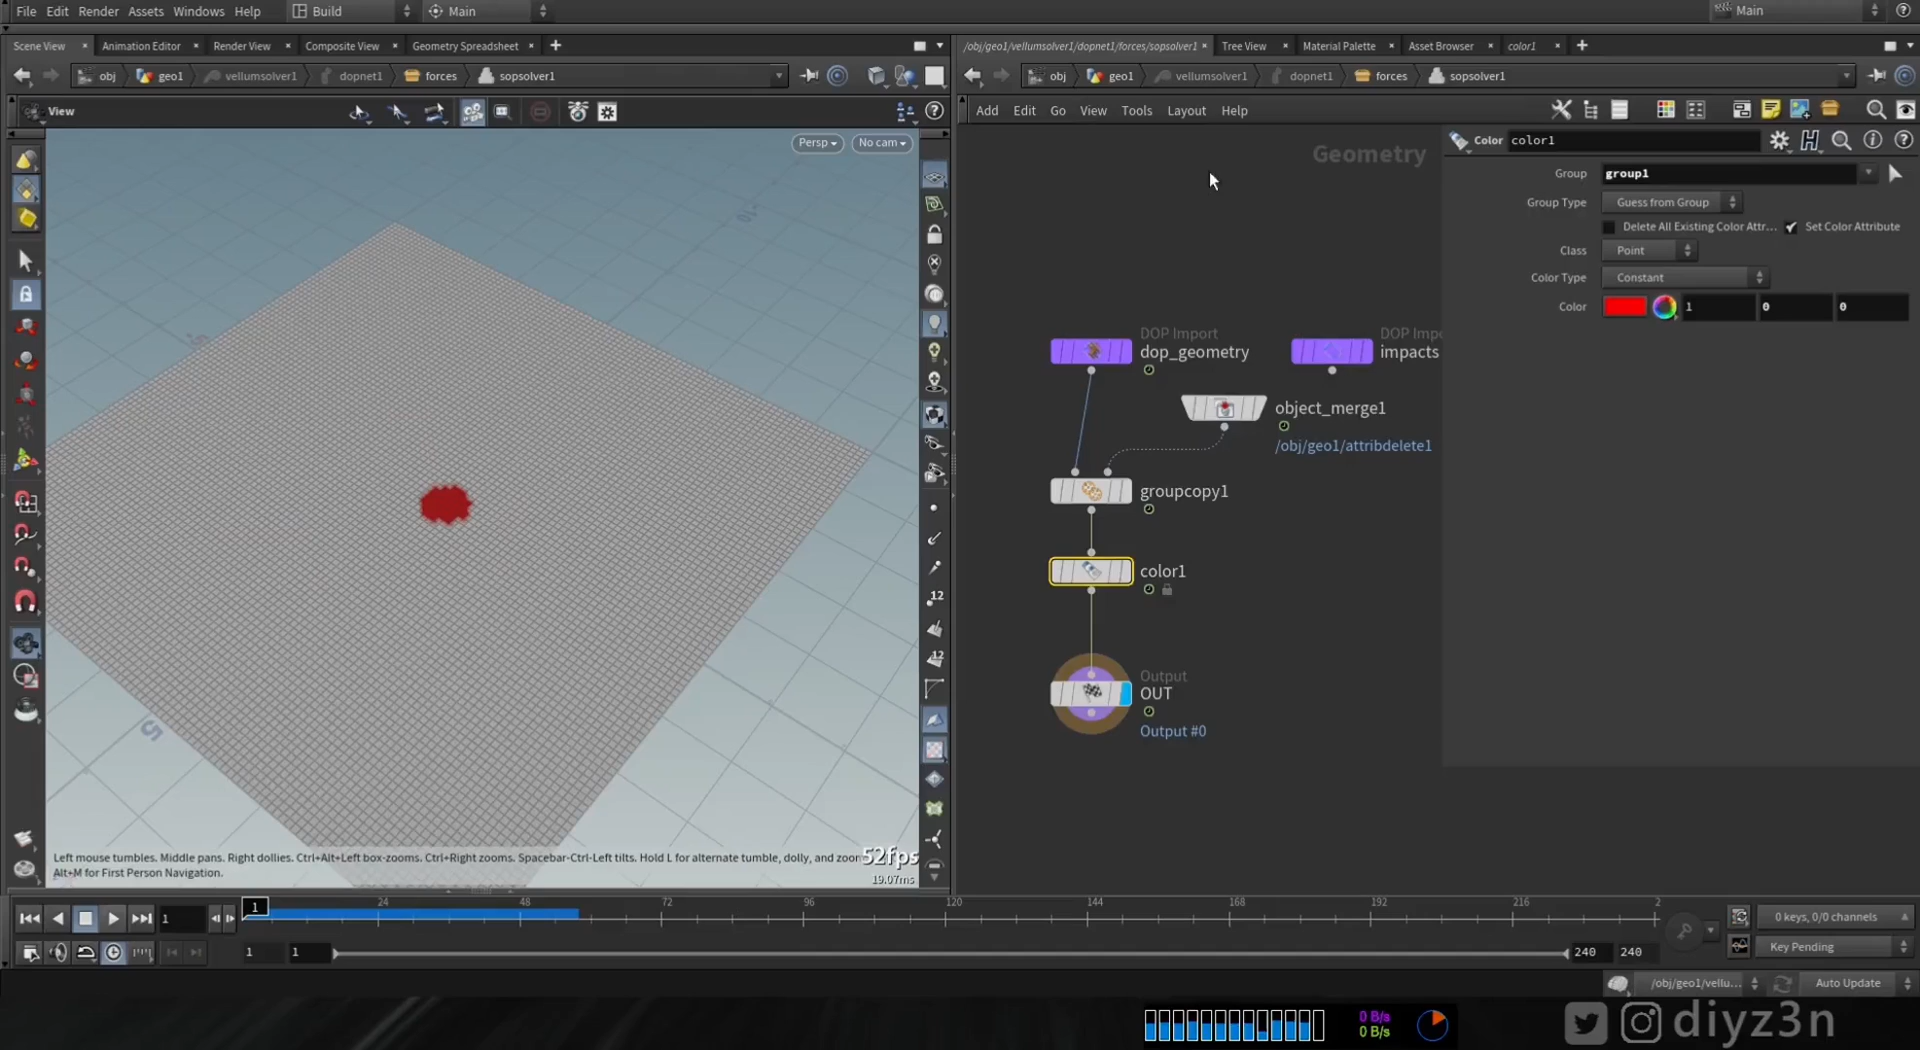 File Edit Render Assets Windows Help Build Main Main
Scene View Animation Editor Render View Composite View Geometry Spreadsheet
/obj/geo1/vellumsolver1/dopnet1/forces/sopsolver1 Tree View Material Palette Asset Browser color1
obj geo1 vellumsolver1 dopnet1 forces sopsolver1
obj geo1 vellumsolver1 dopnet1 forces sopsolver1
View
Add Edit Go View Tools Layout Help
Persp No cam
Geometry
Color color1
Group group1
Group Type Guess from Group
Delete All Existing Color Attr... Set Color Attribute
Class Point
Color Type Constant
Color 1 0 0
DOP Import
dop_geometry
DOP Impo
impacts
object_merge1
/obj/geo1/attribdelete1
groupcopy1
color1
Output
OUT
Output #0
12
12
5
Left mouse tumbles. Middle pans. Right dollies. Ctrl+Alt+Left box-zooms. Ctrl+Right zooms. Spacebar-Ctrl-Left tilts. Hold L for alternate tumble, dolly, and zoom
Alt+M for First Person Navigation.
52fps
19.07ms
1 1 24 48 72 96 120 144 168 192 216 2
0 keys, 0/0 channels
1 1 240 240
Key Pending
/obj/geo1/vellu... Auto Update
0 B/s
0 B/s
diyz3n